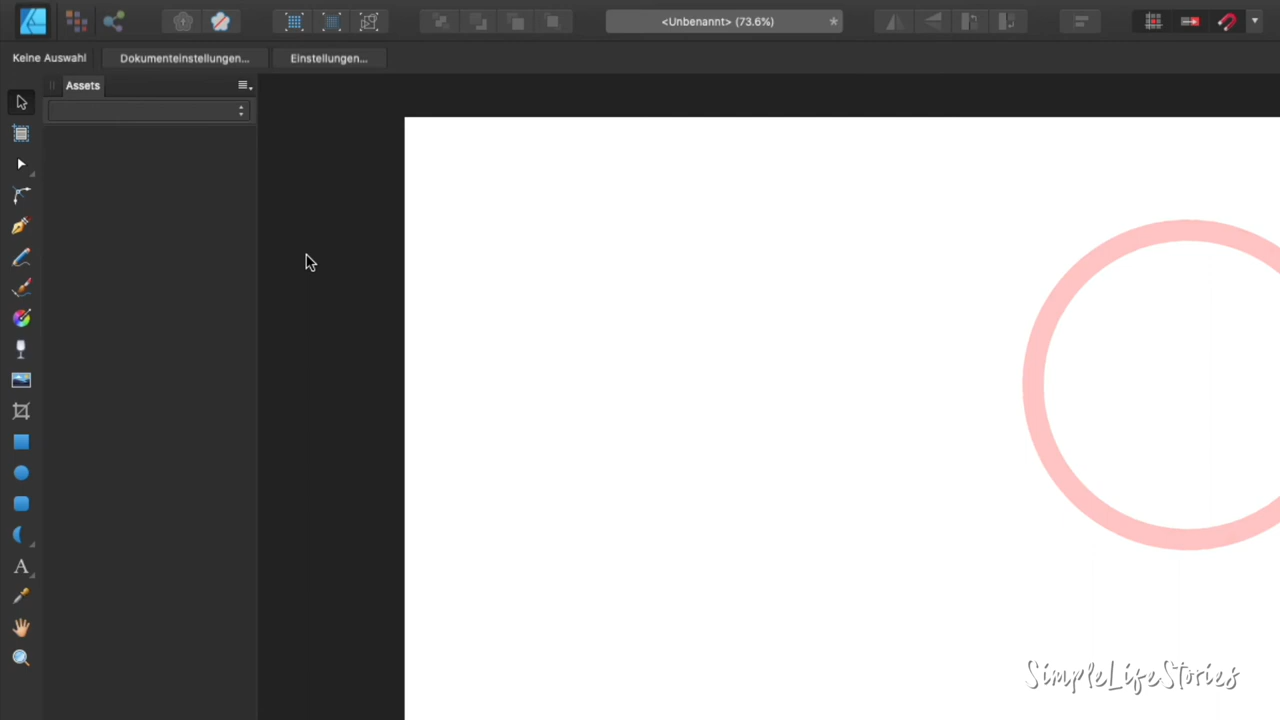 <Unbenannt> (73.6%)
Keine Auswahl
Dokumenteinstellungen...
Einstellungen...
Assets
A
SimpleLifeStories